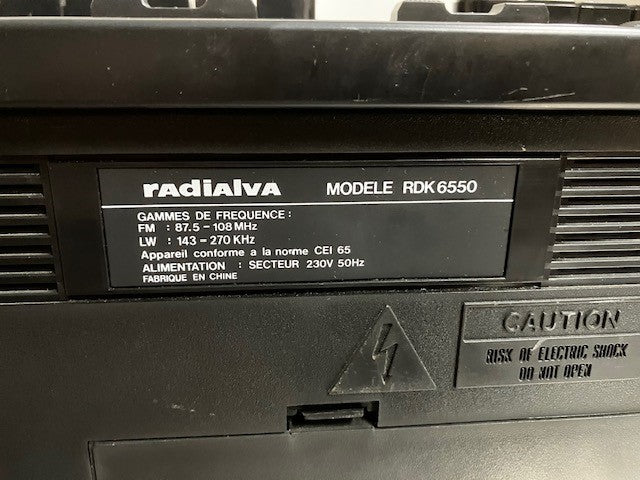 radialva MODELE RDK6550
GAMMES DE FREQUENCE :
FM : 87.5 – 108 MHz
LW : 143 – 270 KHz
Appareil conforme a la norme CEI 65
ALIMENTATION : SECTEUR 230V 50Hz
FABRIQUE EN CHINE
CAUTION
RISK OF ELECTRIC SHOCK
DO NOT OPEN